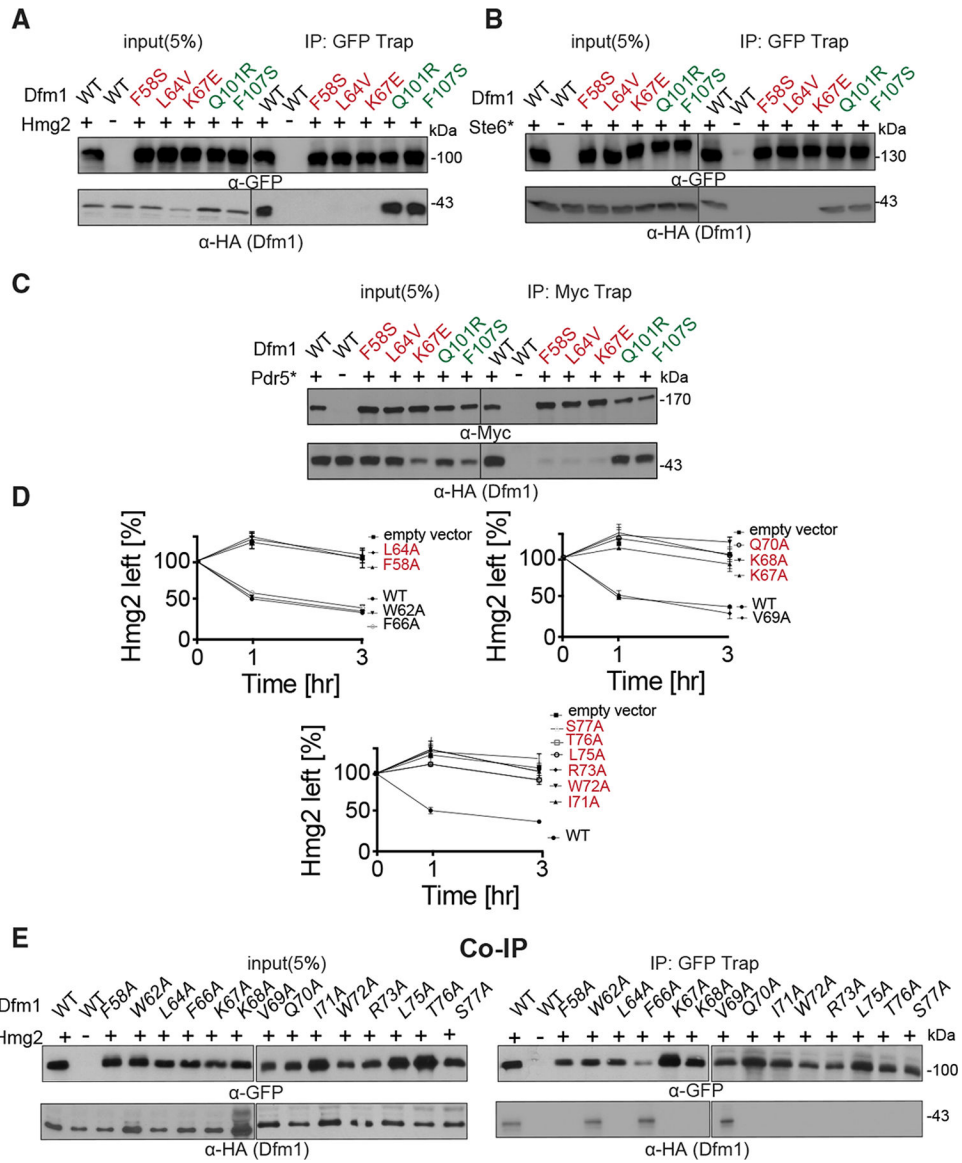 A
input(5%) IP: GFP Trap
Dfm1 WT WT F58S L64V K67E Q101R F107S WT WT F58S L64V K67E Q101R F107S
Hmg2 + - + + + + + + - + + + + + kDa
-100
α-GFP
-43
α-HA (Dfm1)
B
input(5%) IP: GFP Trap
Dfm1 WT WT F58S L64V K67E Q101R F107S WT WT F58S L64V K67E Q101R F107S
Ste6* + - + + + + + + - + + + + + kDa
-130
α-GFP
-43
α-HA (Dfm1)
C
input(5%) IP: Myc Trap
Dfm1 WT WT F58S L64V K67E Q101R F107S WT WT F58S L64V K67E Q101R F107S
Pdr5* + - + + + + + + - + + + + + kDa
-170
α-Myc
-43
α-HA (Dfm1)
D
Hmg2 left [%]
100
50
0
0 1 3
Time [hr]
empty vector
L64A
F58A
WT
W62A
F66A
Hmg2 left [%]
100
50
0
0 1 3
Time [hr]
empty vector
Q70A
K68A
K67A
WT
V69A
Hmg2 left [%]
100
50
0
0 1 3
Time [hr]
empty vector
S77A
T76A
L75A
R73A
W72A
I71A
WT
E
Co-IP
input(5%) IP: GFP Trap
Dfm1 WT WT F58A W62A L64A F66A K67A K68A V69A Q70A I71A W72A R73A L75A T76A S77A WT WT F58A W62A L64A F66A K67A K68A V69A Q70A I71A W72A R73A L75A T76A S77A
Hmg2 + - + + + + + + + + + + + + + + + - + + + + + + + + + + + + + + kDa
-100
α-GFP α-GFP
-43
α-HA (Dfm1) α-HA (Dfm1)